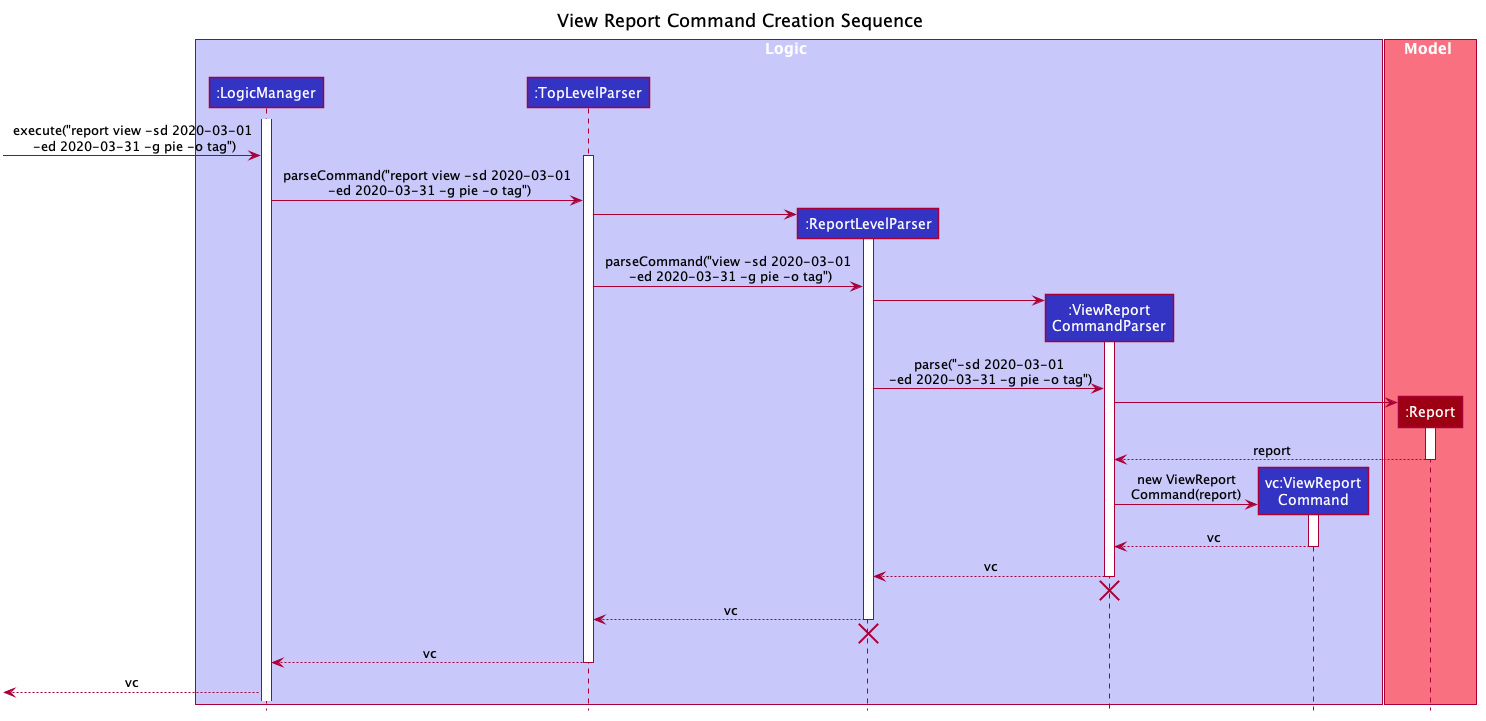 View Report Command Creation Sequence
Logic
Model
:LogicManager
:TopLevelParser
execute("report view -sd 2020-03-01
-ed 2020-03-31 -g pie -o tag")
parseCommand("report view -sd 2020-03-01
-ed 2020-03-31 -g pie -o tag")
:ReportLevelParser
parseCommand("view -sd 2020-03-01
-ed 2020-03-31 -g pie -o tag")
:ViewReport
CommandParser
parse("-sd 2020-03-01
-ed 2020-03-31 -g pie -o tag")
:Report
report
new ViewReport
Command(report)
vc:ViewReport
Command
vc
vc
vc
vc
vc